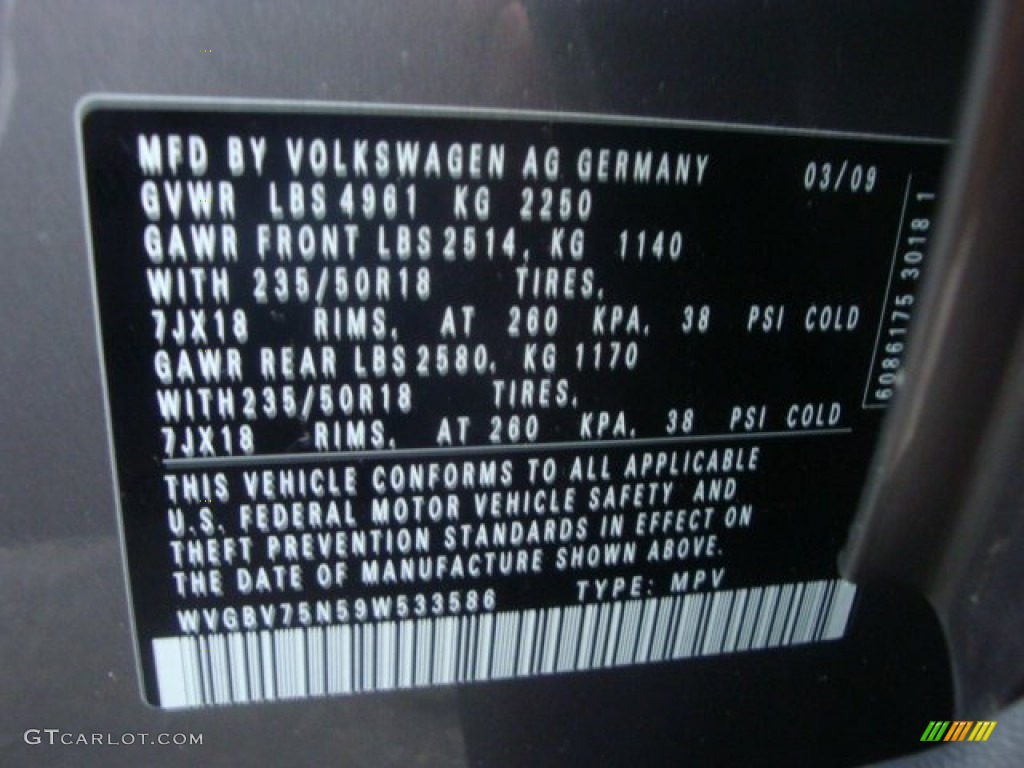 MFD BY VOLKSWAGEN AG GERMANY 03/09
GVWR LBS 4961 KG 2250
GAWR FRONT LBS 2514, KG 1140
WITH 235/50R18 TIRES,
7JX18 RIMS, AT 260 KPA, 38 PSI COLD
GAWR REAR LBS 2580, KG 1170
WITH 235/50R18 TIRES,
7JX18 RIMS, AT 260 KPA, 38 PSI COLD
THIS VEHICLE CONFORMS TO ALL APPLICABLE
U.S. FEDERAL MOTOR VEHICLE SAFETY AND
THEFT PREVENTION STANDARDS IN EFFECT ON
THE DATE OF MANUFACTURE SHOWN ABOVE.
WVGBV75N59W533586 TYPE: MPV
6086175 3018 1
GTCARLOT.COM